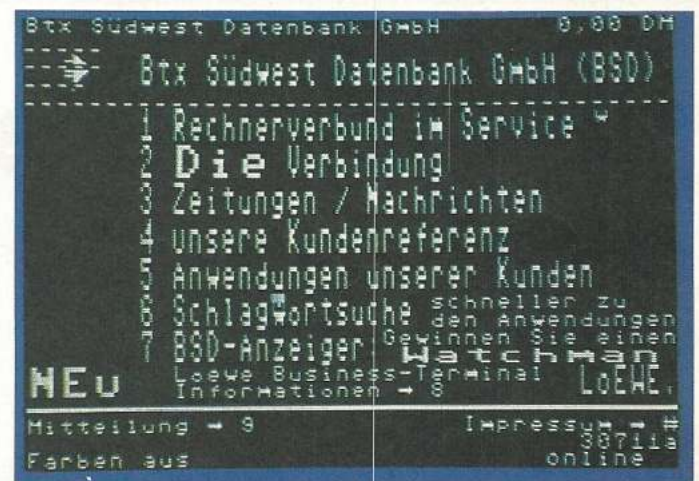 Btx Südwest Datenbank GmbH 0,00 DM
Btx Südwest Datenbank GmbH (BSD)
1 Rechnerverbund im Service
2 Die Verbindung
3 Zeitungen / Nachrichten
4 unsere Kundenreferenz
5 Anwendungen unserer Kunden
6 Schlagwortsuche schneller zu
den Anwendungen
7 BSD-Anzeiger Gewinnen Sie einen
Watchman
NEu Loewe Business-Terminal LoEWE.
Informationen → 8
Mitteilung → 9 Impressum → #
30711a
Farben aus online